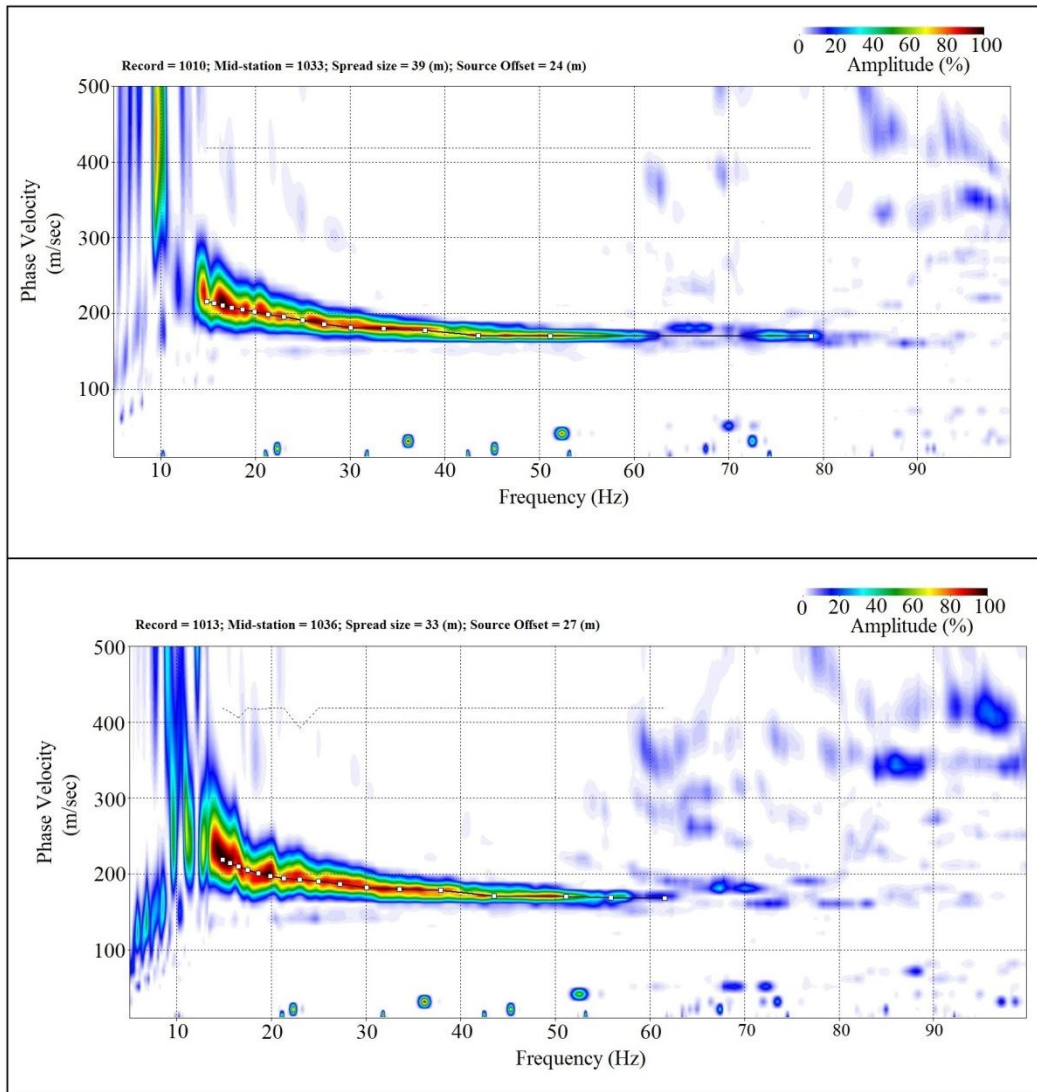 0 20 40 60 80 100
Amplitude (%)
Record = 1010; Mid-station = 1033; Spread size = 39 (m); Source Offset = 24 (m)
500
400
300
200
100
Phase Velocity
(m/sec)
10 20 30 40 50 60 70 80 90
Frequency (Hz)
0 20 40 60 80 100
Amplitude (%)
Record = 1013; Mid-station = 1036; Spread size = 33 (m); Source Offset = 27 (m)
500
400
300
200
100
Phase Velocity
(m/sec)
10 20 30 40 50 60 70 80 90
Frequency (Hz)